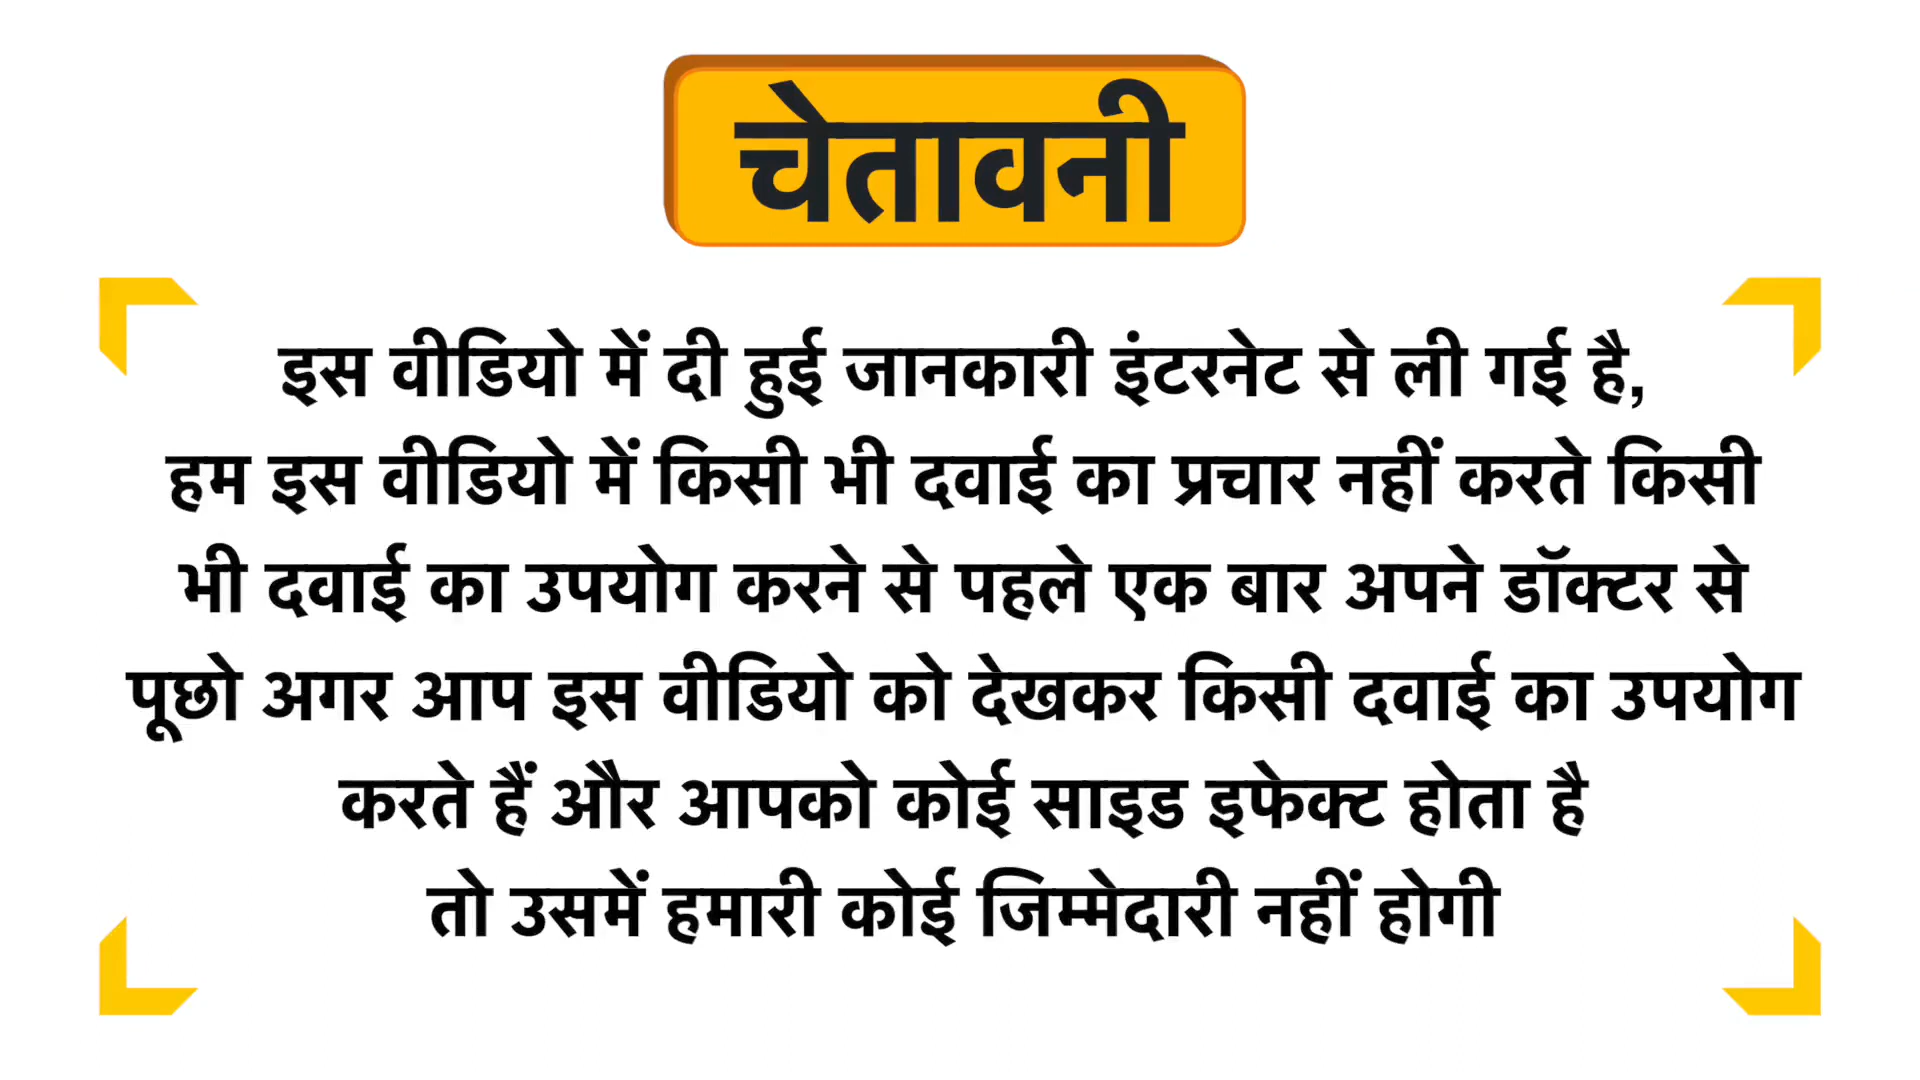 चेतावनी
इस वीडियो में दी हुई जानकारी इंटरनेट से ली गई है,
हम इस वीडियो में किसी भी दवाई का प्रचार नहीं करते किसी
भी दवाई का उपयोग करने से पहले एक बार अपने डॉक्टर से
पूछो अगर आप इस वीडियो को देखकर किसी दवाई का उपयोग
करते हैं और आपको कोई साइड इफेक्ट होता है
तो उसमें हमारी कोई जिम्मेदारी नहीं होगी